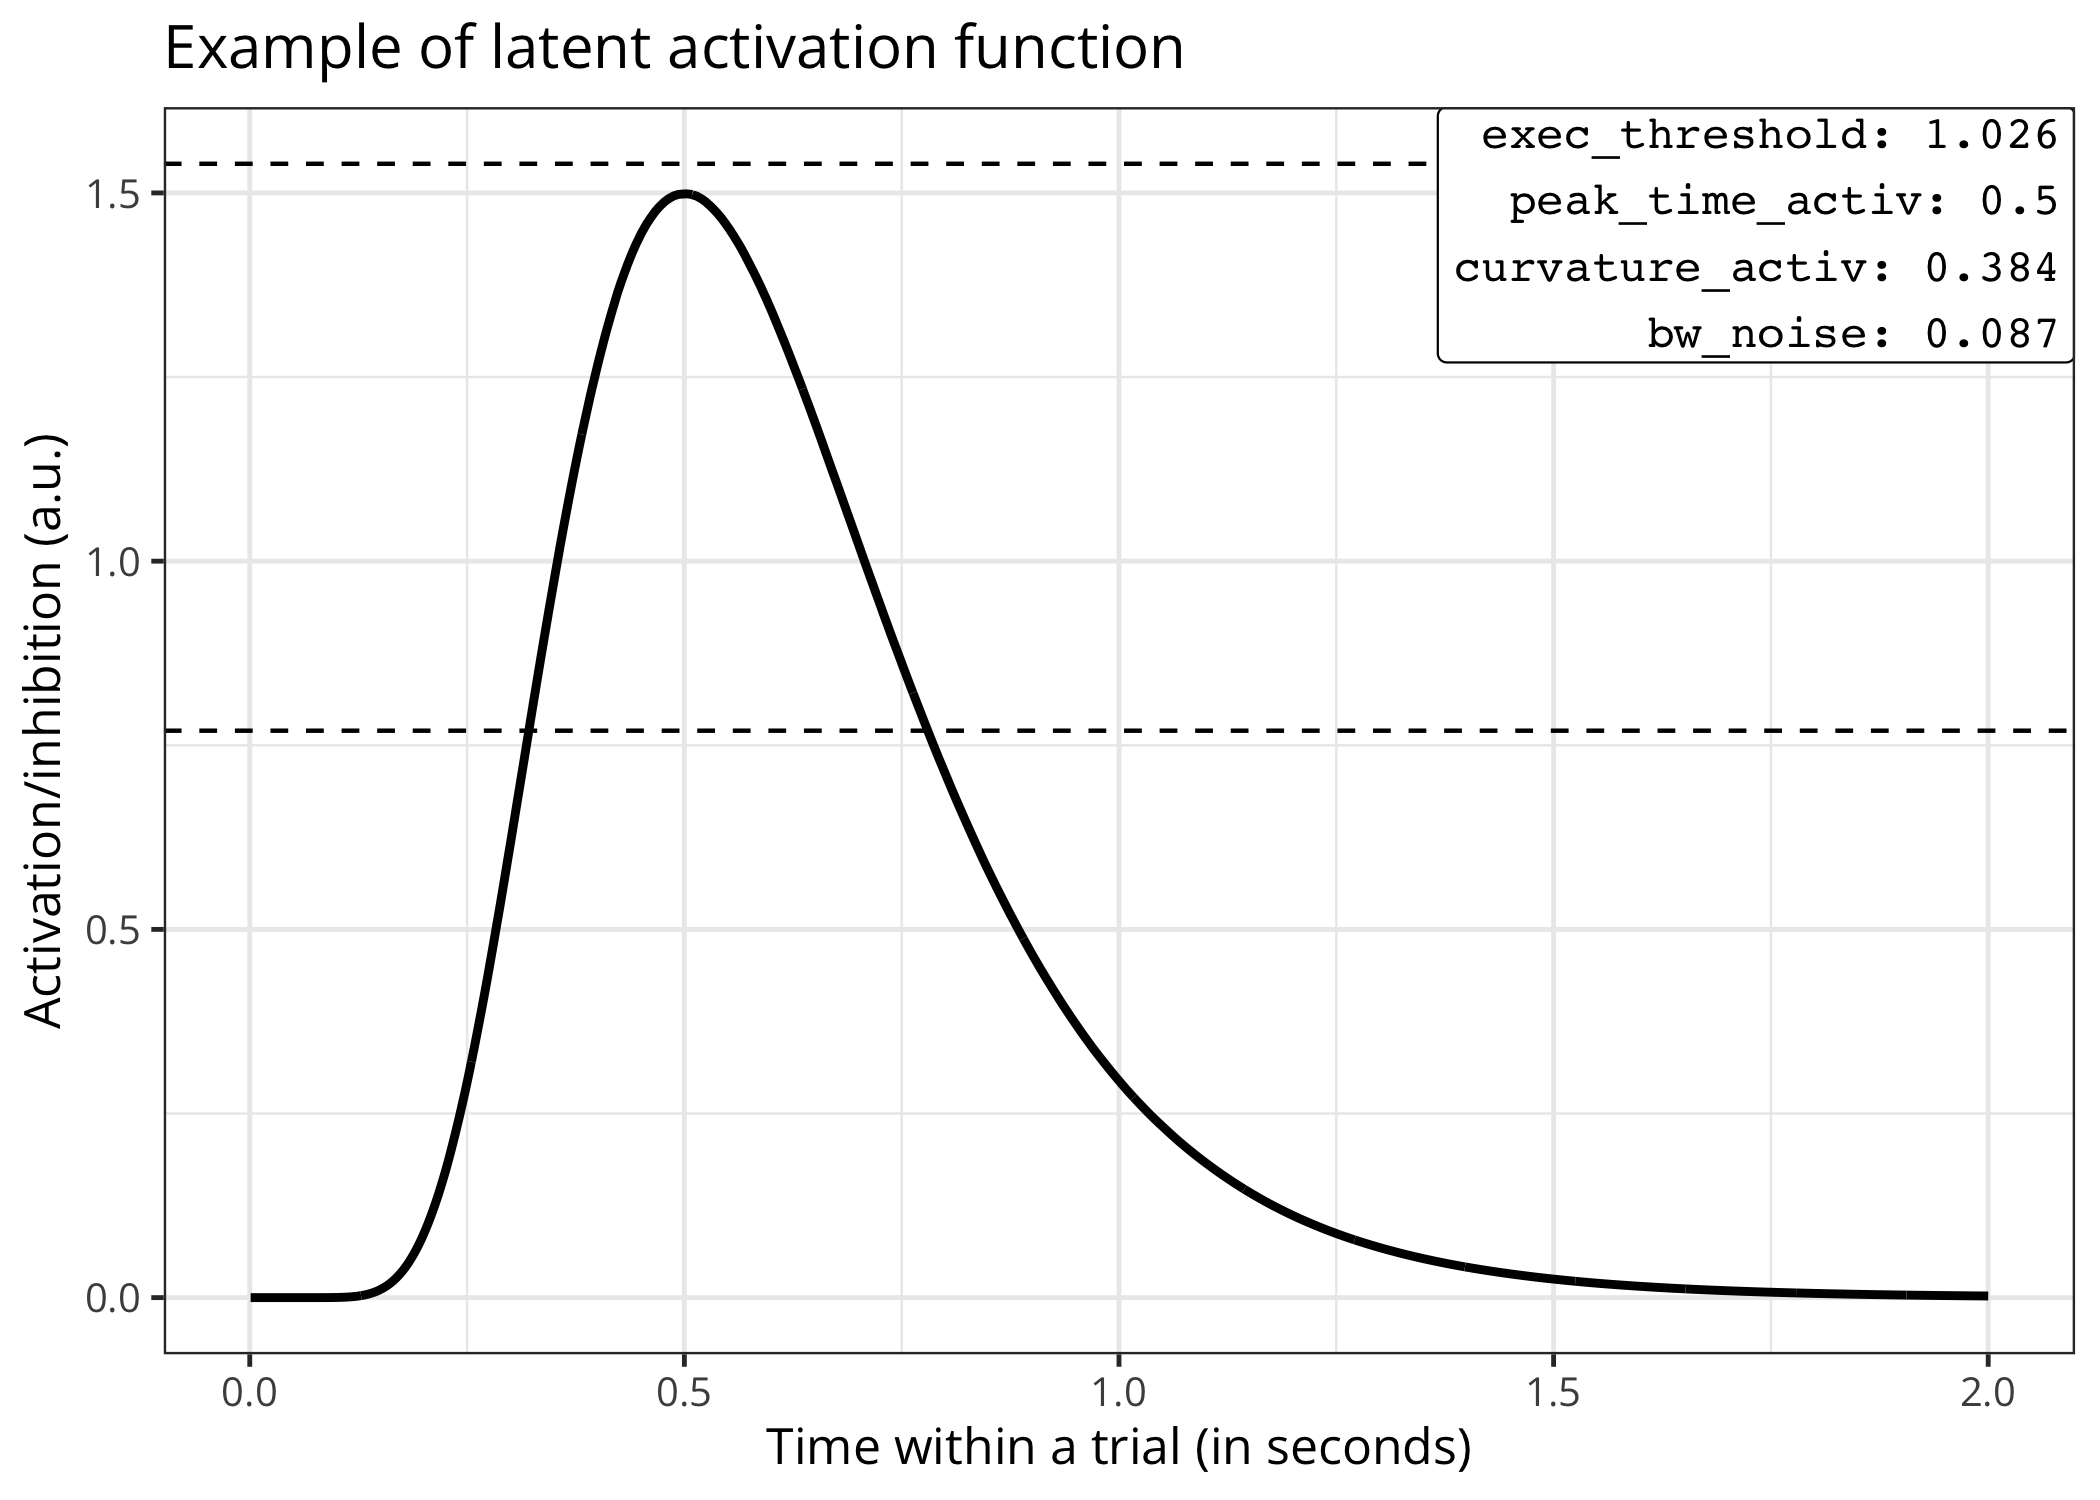 Example of latent activation function
exec_threshold: 1.026
peak_time_activ: 0.5
curvature_activ: 0.384
bw_noise: 0.087
Activation/inhibition (a.u.)
1.5
1.0
0.5
0.0
0.0 0.5 1.0 1.5 2.0
Time within a trial (in seconds)